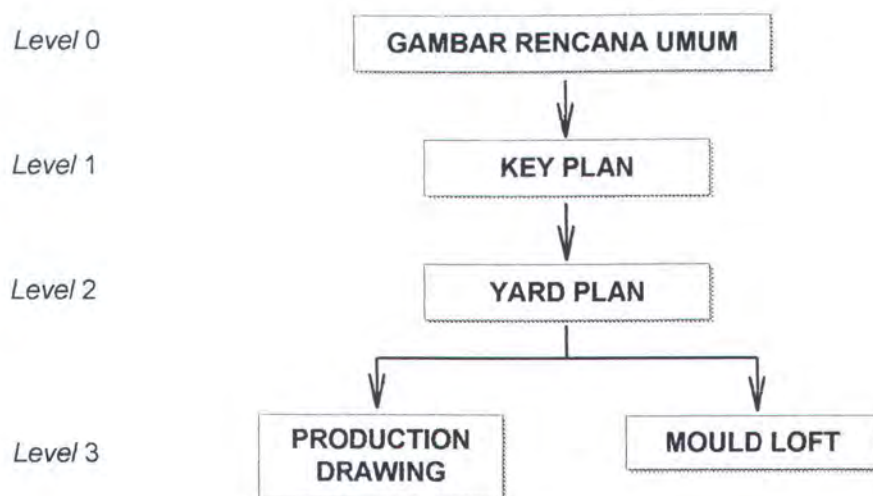 Level 0
GAMBAR RENCANA UMUM
Level 1
KEY PLAN
Level 2
YARD PLAN
Level 3
PRODUCTION
DRAWING
MOULD LOFT